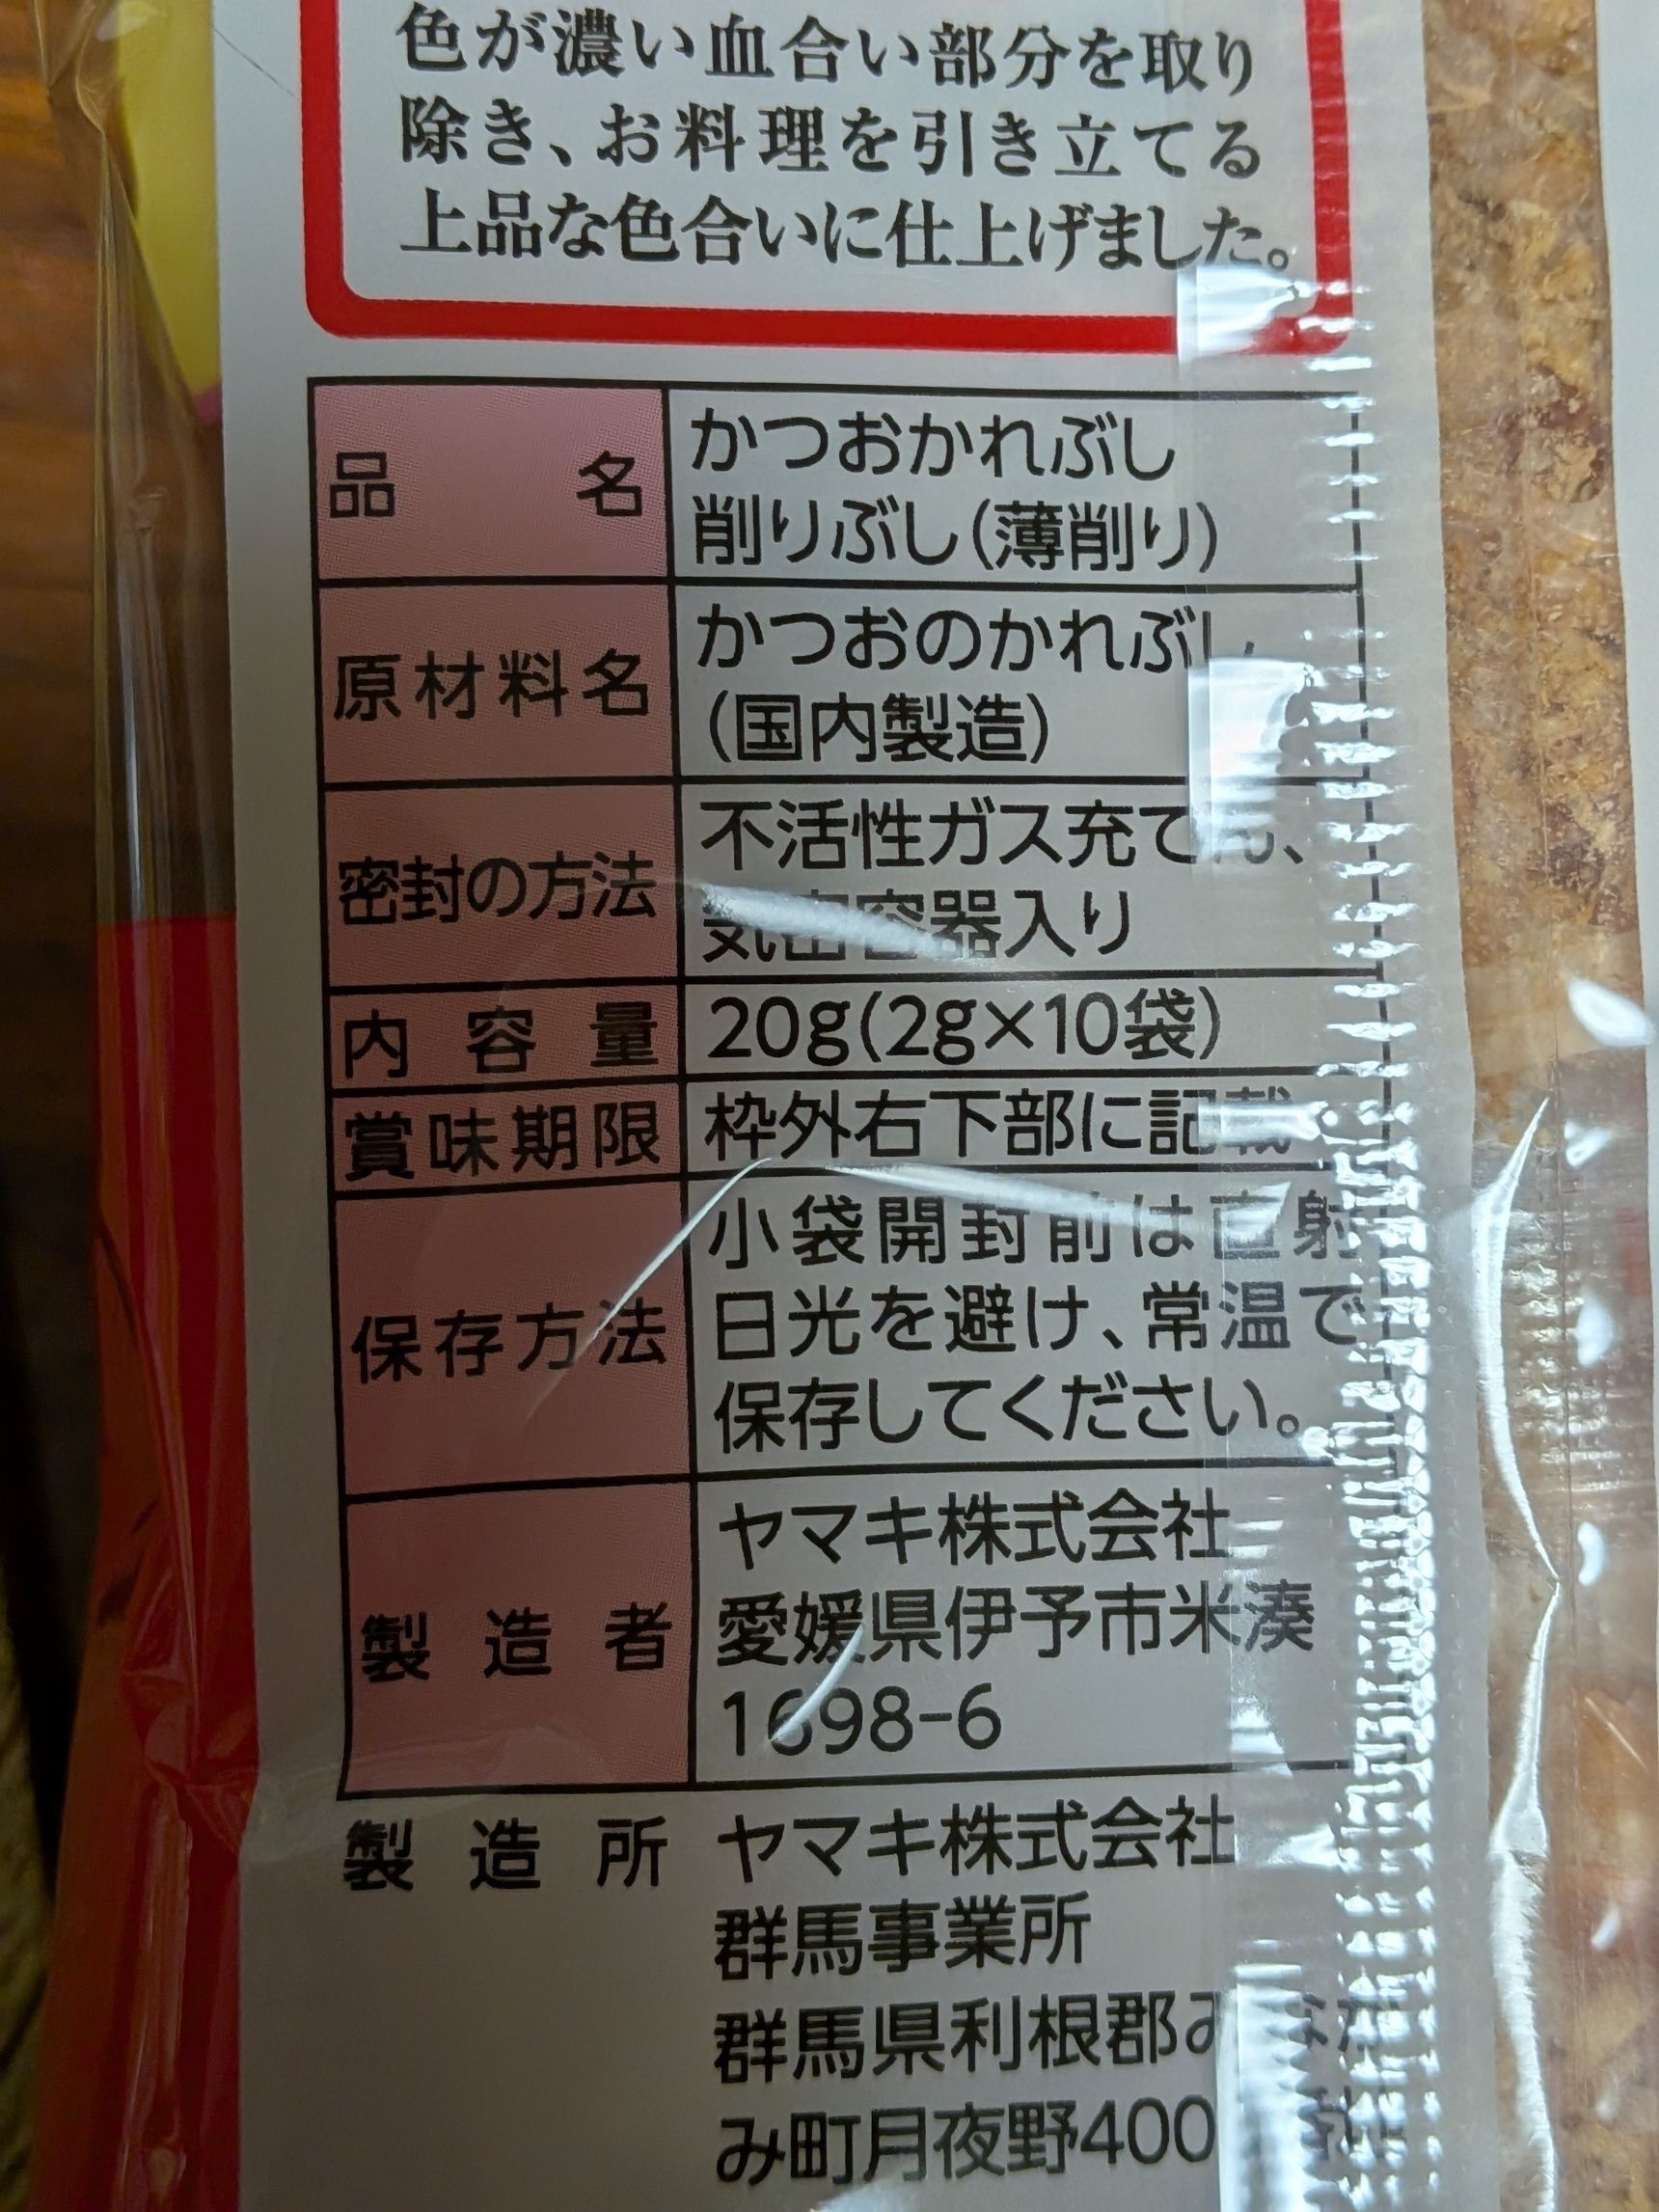 色が濃い血合い部分を取り
除き、お料理を引き立てる
上品な色合いに仕上げました。
品名 かつおかれぶし
削りぶし(薄削り)
原材料名 かつおのかれぶし
(国内製造)
密封の方法 不活性ガス充てん、
気密容器入り
内容量 20g(2g×10袋)
賞味期限 枠外右下部に記載
保存方法 小袋開封前は直射
日光を避け、常温で
保存してください。
製造者 ヤマキ株式会社
愛媛県伊予市米湊
1698-6
製造所 ヤマキ株式会社
群馬事業所
群馬県利根郡みなか
み町月夜野400